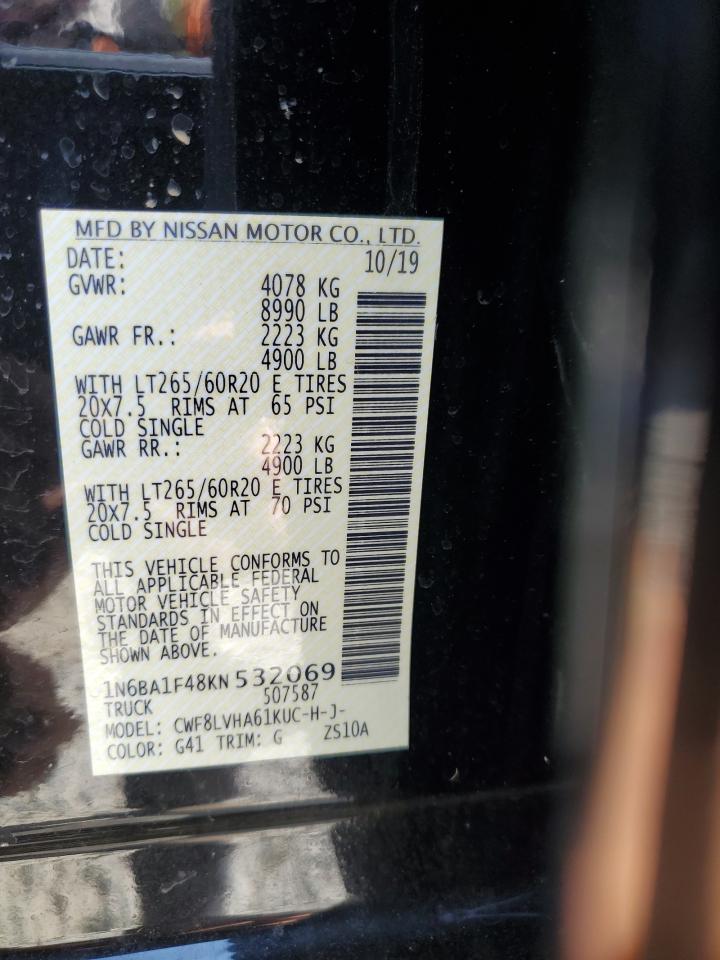 MFD BY NISSAN MOTOR CO., LTD.
DATE: 10/19
GVWR: 4078 KG
8990 LB
GAWR FR.: 2223 KG
4900 LB
WITH LT265/60R20 E TIRES
20X7.5 RIMS AT 65 PSI
COLD SINGLE
GAWR RR.: 2223 KG
4900 LB
WITH LT265/60R20 E TIRES
20X7.5 RIMS AT 70 PSI
COLD SINGLE
THIS VEHICLE CONFORMS TO
ALL APPLICABLE FEDERAL
MOTOR VEHICLE SAFETY
STANDARDS IN EFFECT ON
THE DATE OF MANUFACTURE
SHOWN ABOVE.
1N6BA1F48KN532069
TRUCK 507587
MODEL: CWF8LVHA61KUC-H-J-
COLOR: G41 TRIM: G ZS10A